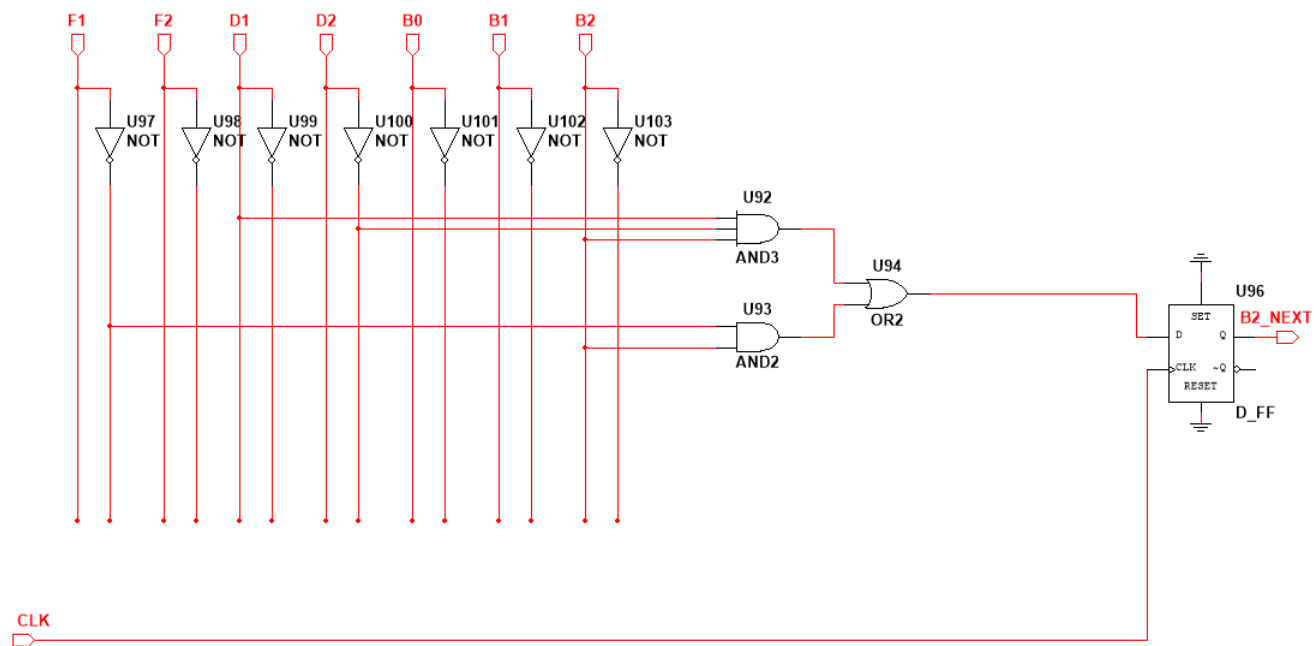 F1 F2 D1 D2 B0 B1 B2
U97 U98 U99 U100 U101 U102 U103
NOT NOT NOT NOT NOT NOT NOT
U92
AND3
U94
OR2
U93
AND2
U96
SET
B2_NEXT
D Q
CLK ~Q
RESET
D_FF
CLK